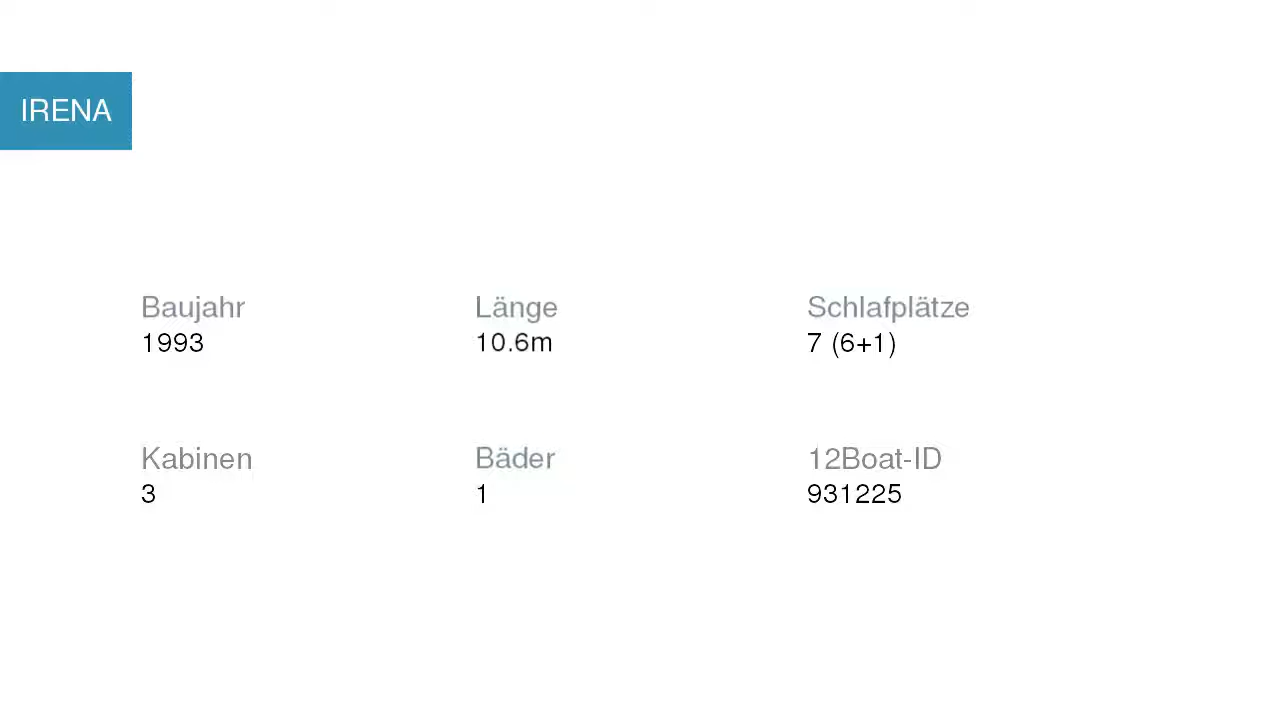 IRENA
Baujahr
1993
Länge
10.6m
Schlafplätze
7 (6+1)
Kabinen
3
Bäder
1
12Boat-ID
931225